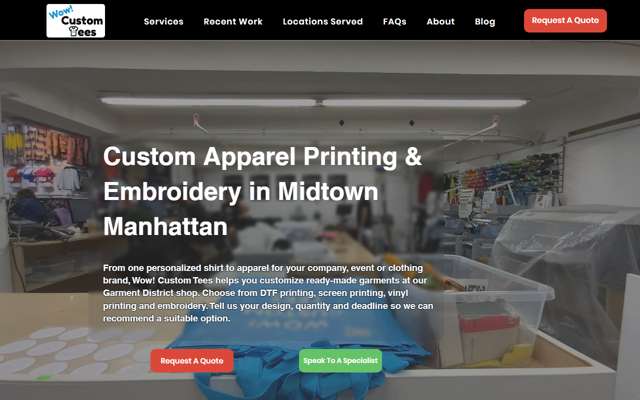 Wow!
Custom
Tees
Services Recent Work Locations Served FAQs About Blog Request A Quote
Custom Apparel Printing &
Embroidery in Midtown
Manhattan
From one personalized shirt to apparel for your company, event or clothing
brand, Wow! Custom Tees helps you customize ready-made garments at our
Garment District shop. Choose from DTF printing, screen printing, vinyl
printing and embroidery. Tell us your design, quantity and deadline so we can
recommend a suitable option.
Request A Quote Speak To A Specialist